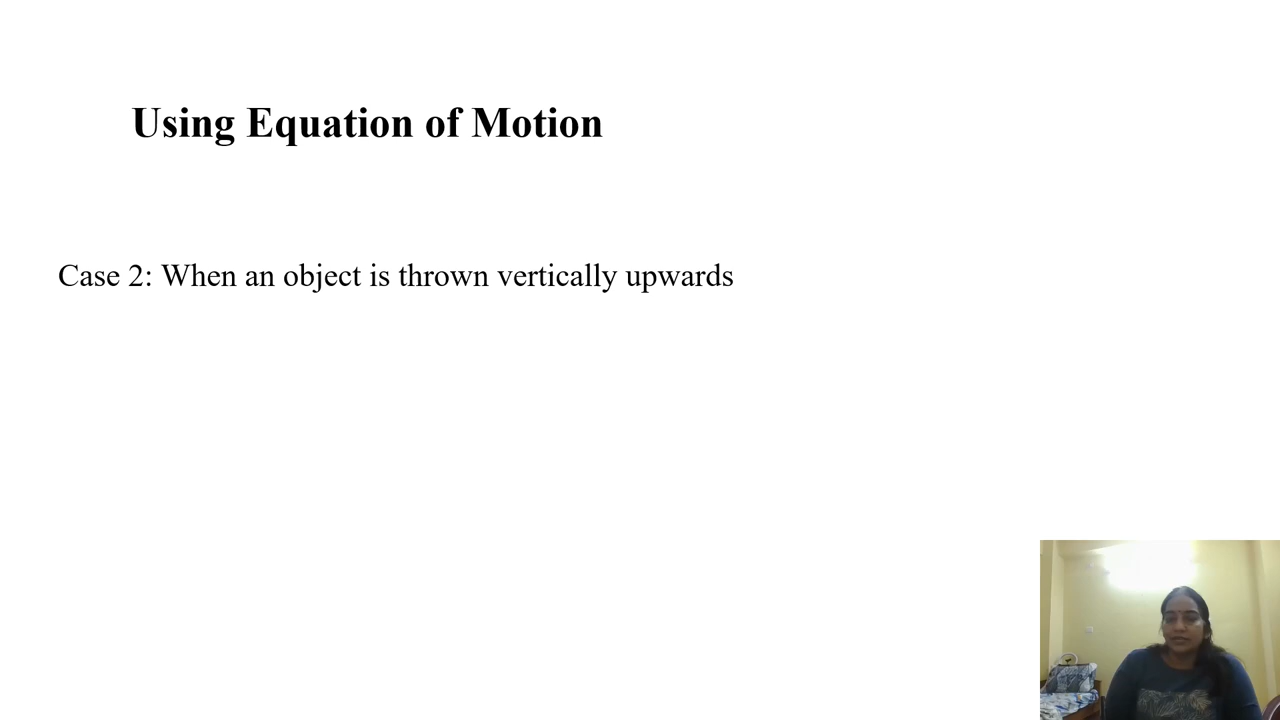 Using Equation of Motion
Case 2: When an object is thrown vertically upwards